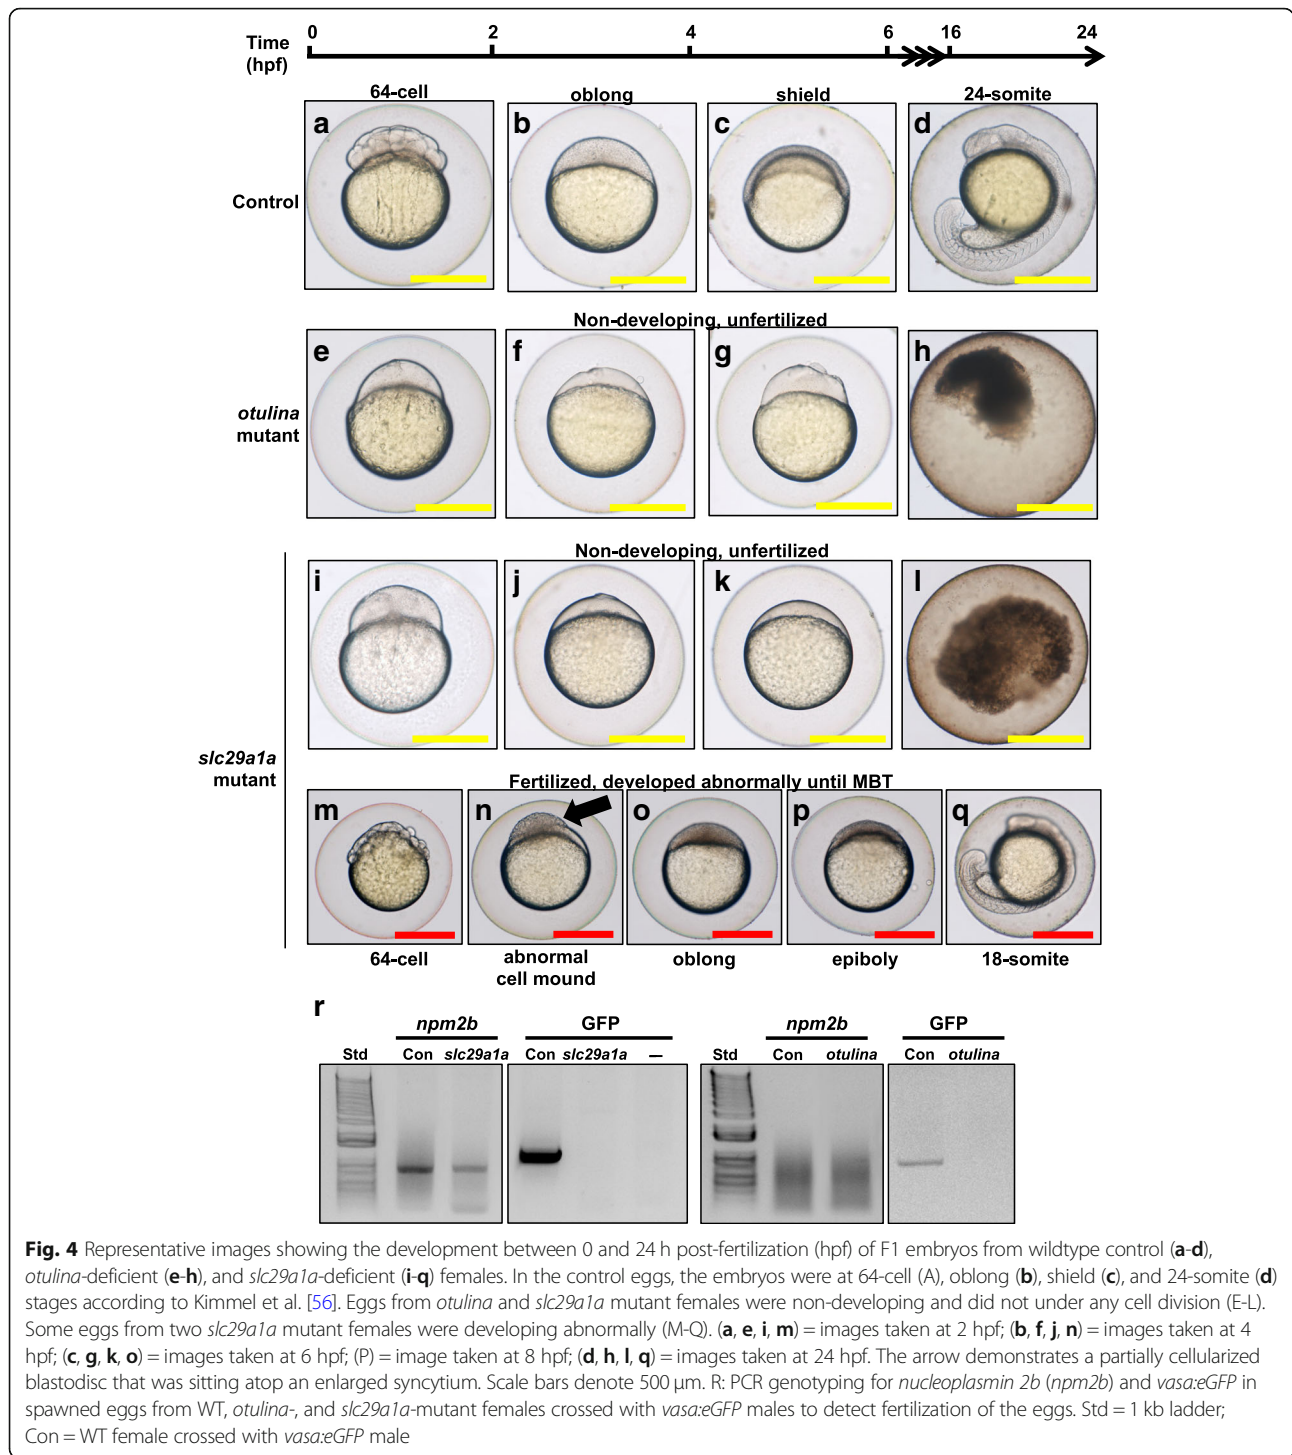 Time
(hpf)
0 2 4 6 16 24
64-cell oblong shield 24-somite
a b c d
Control
Non-developing, unfertilized
e f g h
otulina
mutant
Non-developing, unfertilized
i j k l
slc29a1a
mutant
Fertilized, developed abnormally until MBT
m n o p q
64-cell abnormal cell mound oblong epiboly 18-somite
r
npm2b GFP npm2b GFP
Std Con slc29a1a Con slc29a1a — Std Con otulina Con otulina
Fig. 4 Representative images showing the development between 0 and 24 h post-fertilization (hpf) of F1 embryos from wildtype control (a-d),
otulina-deficient (e-h), and slc29a1a-deficient (i-q) females. In the control eggs, the embryos were at 64-cell (A), oblong (b), shield (c), and 24-somite (d)
stages according to Kimmel et al. [56]. Eggs from otulina and slc29a1a mutant females were non-developing and did not under any cell division (E-L).
Some eggs from two slc29a1a mutant females were developing abnormally (M-Q). (a, e, i, m) = images taken at 2 hpf; (b, f, j, n) = images taken at 4
hpf; (c, g, k, o) = images taken at 6 hpf; (P) = image taken at 8 hpf; (d, h, l, q) = images taken at 24 hpf. The arrow demonstrates a partially cellularized
blastodisc that was sitting atop an enlarged syncytium. Scale bars denote 500 μm. R: PCR genotyping for nucleoplasmin 2b (npm2b) and vasa:eGFP in
spawned eggs from WT, otulina-, and slc29a1a-mutant females crossed with vasa:eGFP males to detect fertilization of the eggs. Std = 1 kb ladder;
Con = WT female crossed with vasa:eGFP male